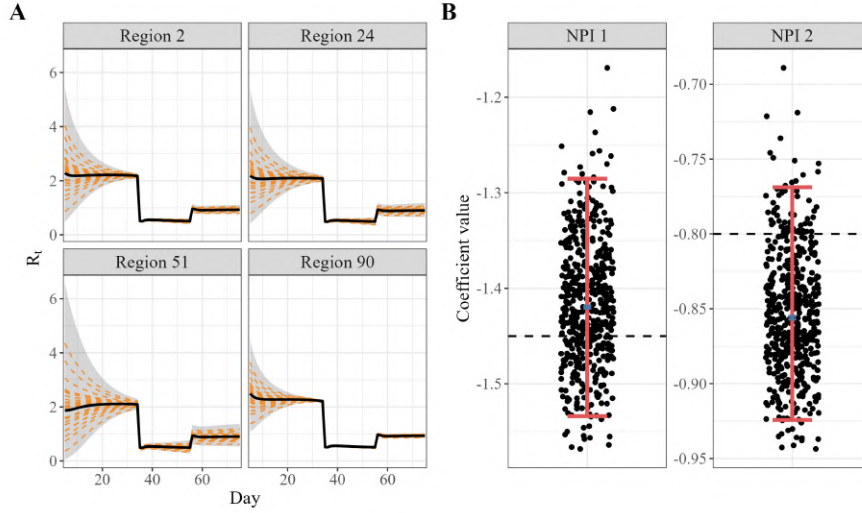 A
B
Region 2
Region 24
NPI 1
NPI 2
6
4
2
0
Region 51
Region 90
6
4
2
0
Rt
20
40
60
20
40
60
Day
Coefficient value
-1.2
-1.3
-1.4
-1.5
-0.70
-0.75
-0.80
-0.85
-0.90
-0.95